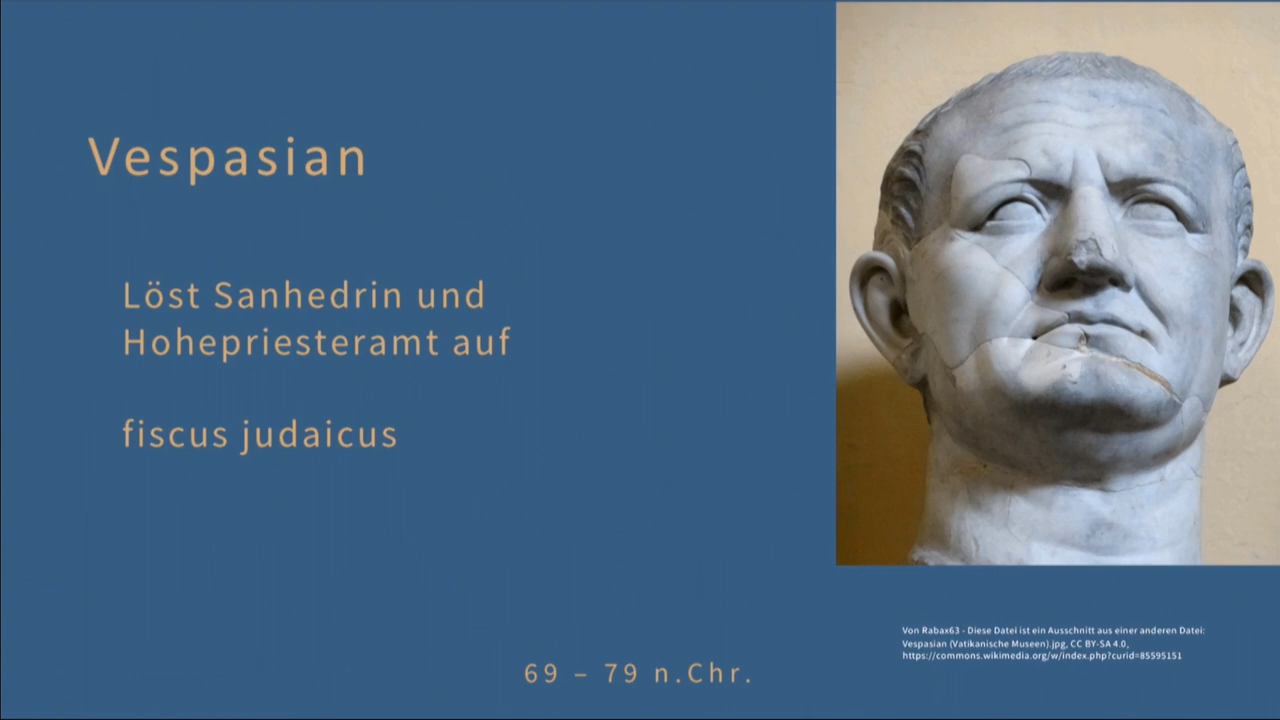 Vespasian
Löst Sanhedrin und
Hohepriesteramt auf
fiscus judaicus
69 – 79 n.Chr.
Von Rabax63 - Diese Datei ist ein Ausschnitt aus einer anderen Datei:
Vespasian (Vatikanische Museen).jpg, CC BY-SA 4.0,
https://commons.wikimedia.org/w/index.php?curid=85595151